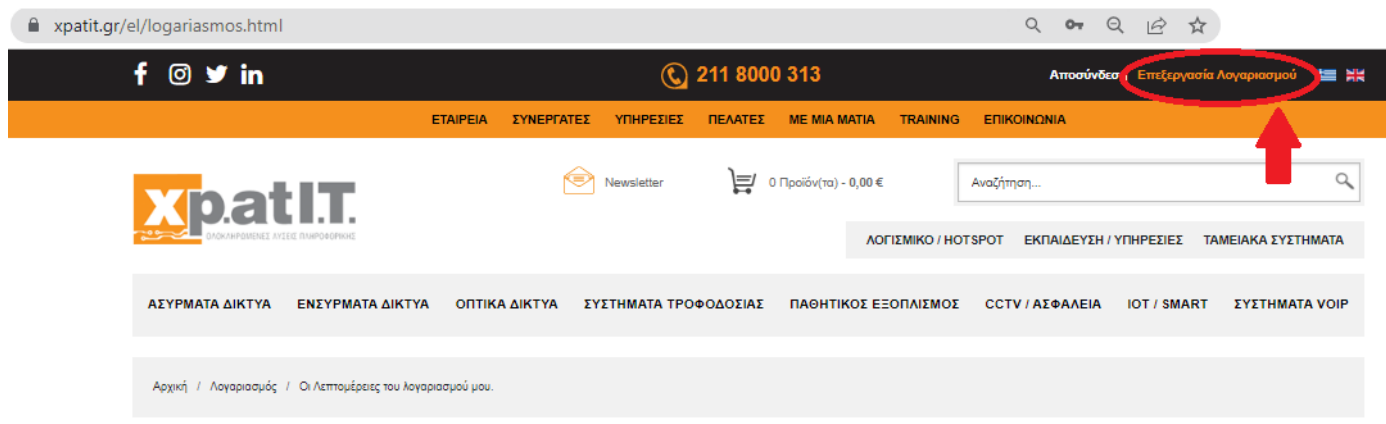 xpatit.gr/el/logariasmos.html
f in 211 8000 313 Αποσύνδεση Επεξεργασία Λογαριασμού
ΕΤΑΙΡΕΙΑ ΣΥΝΕΡΓΑΤΕΣ ΥΠΗΡΕΣΙΕΣ ΠΕΛΑΤΕΣ ΜΕ ΜΙΑ ΜΑΤΙΑ TRAINING ΕΠΙΚΟΙΝΩΝΙΑ
Newsletter 0 Προϊόν(τα) - 0,00 € Αναζήτηση...
xp.at I.T.
ΟΛΟΚΛΗΡΩΜΕΝΕΣ ΛΥΣΕΙΣ ΠΛΗΡΟΦΟΡΙΚΗΣ
ΛΟΓΙΣΜΙΚΟ / HOTSPOT ΕΚΠΑΙΔΕΥΣΗ / ΥΠΗΡΕΣΙΕΣ ΤΑΜΕΙΑΚΑ ΣΥΣΤΗΜΑΤΑ
ΑΣΥΡΜΑΤΑ ΔΙΚΤΥΑ ΕΝΣΥΡΜΑΤΑ ΔΙΚΤΥΑ ΟΠΤΙΚΑ ΔΙΚΤΥΑ ΣΥΣΤΗΜΑΤΑ ΤΡΟΦΟΔΟΣΙΑΣ ΠΑΘΗΤΙΚΟΣ ΕΞΟΠΛΙΣΜΟΣ CCTV / ΑΣΦΑΛΕΙΑ IOT / SMART ΣΥΣΤΗΜΑΤΑ VOIP
Αρχική / Λογαριασμός / Οι Λεπτομέρειες του λογαριασμού μου.